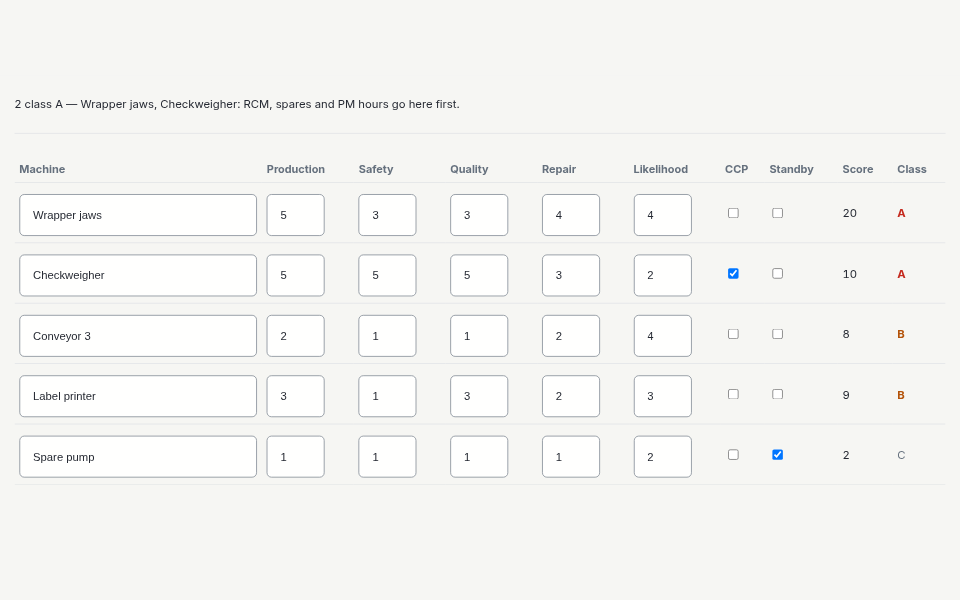 2 class A — Wrapper jaws, Checkweigher: RCM, spares and PM hours go here first.
Machine Production Safety Quality Repair Likelihood CCP Standby Score Class
Wrapper jaws 5 3 3 4 4 20 A
Checkweigher 5 5 5 3 2 10 A
Conveyor 3 2 1 1 2 4 8 B
Label printer 3 1 3 2 3 9 B
Spare pump 1 1 1 1 2 2 C